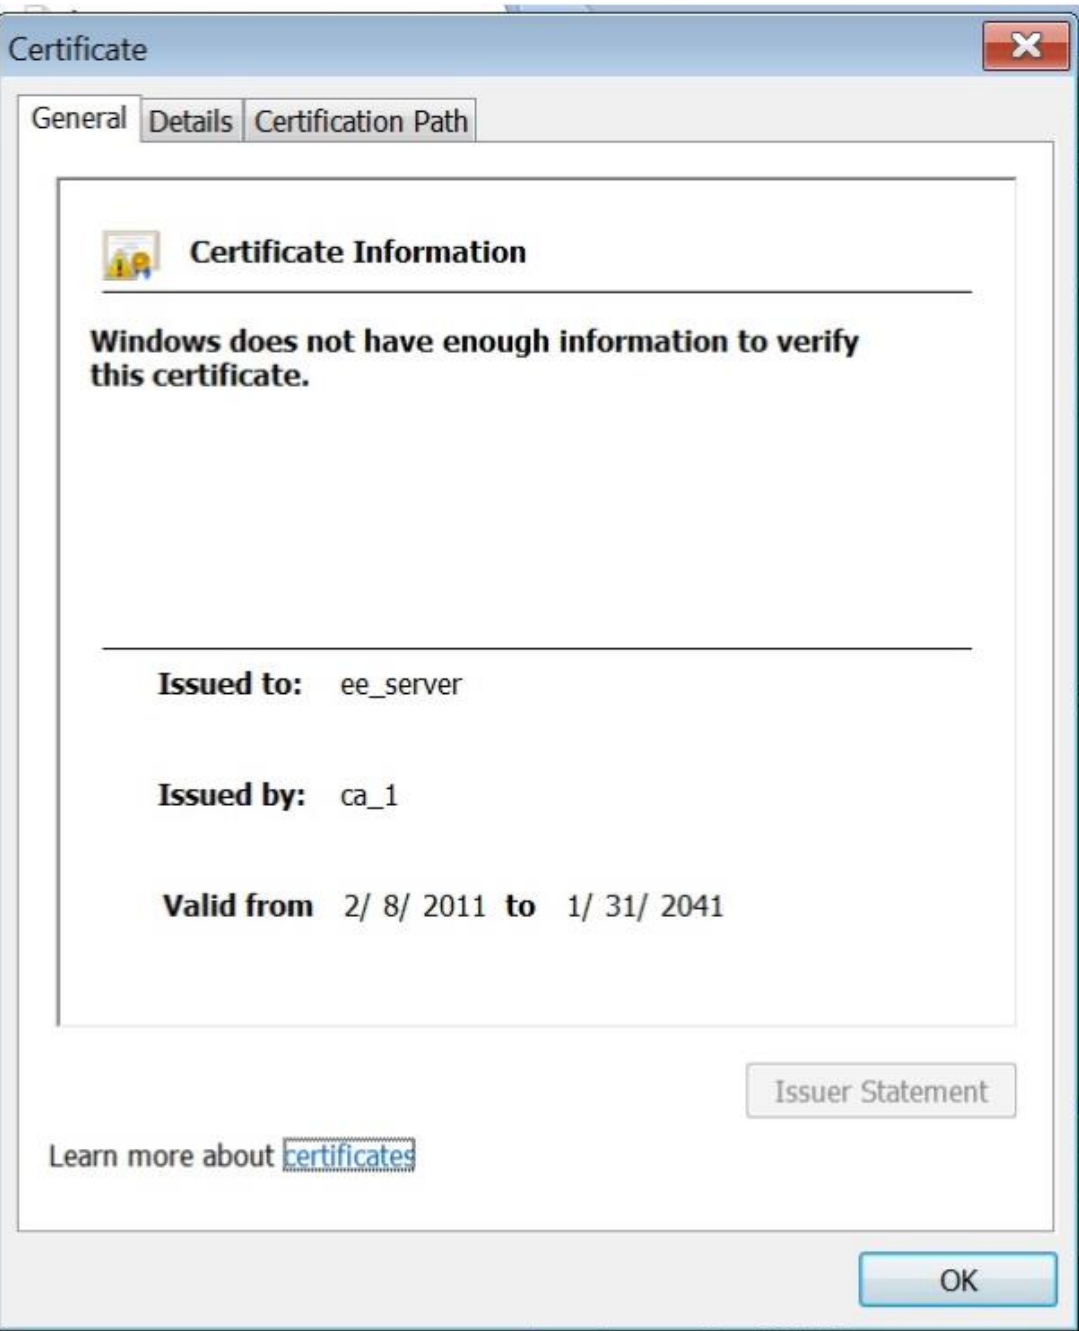 Certificate
General Details Certification Path
Certificate Information
Windows does not have enough information to verify
this certificate.
Issued to: ee_server
Issued by: ca_1
Valid from 2/ 8/ 2011 to 1/ 31/ 2041
Issuer Statement
Learn more about certificates
OK